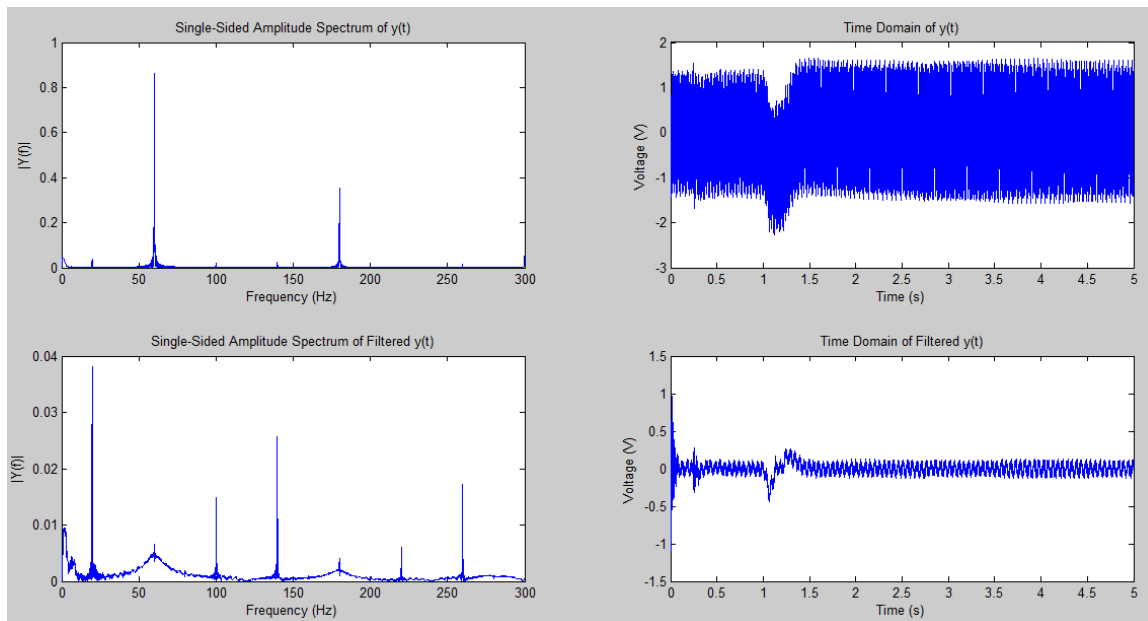 Single-Sided Amplitude Spectrum of y(t)
1
0.8
0.6
0.4
0.2
0
|Y(f)|
0 50 100 150 200 250 300
Frequency (Hz)
Time Domain of y(t)
2
1
0
-1
-2
-3
Voltage (V)
0 0.5 1 1.5 2 2.5 3 3.5 4 4.5 5
Time (s)
Single-Sided Amplitude Spectrum of Filtered y(t)
0.04
0.03
0.02
0.01
0
|Y(f)|
0 50 100 150 200 250 300
Frequency (Hz)
Time Domain of Filtered y(t)
1.5
1
0.5
0
-0.5
-1
-1.5
Voltage (V)
0 0.5 1 1.5 2 2.5 3 3.5 4 4.5 5
Time (s)